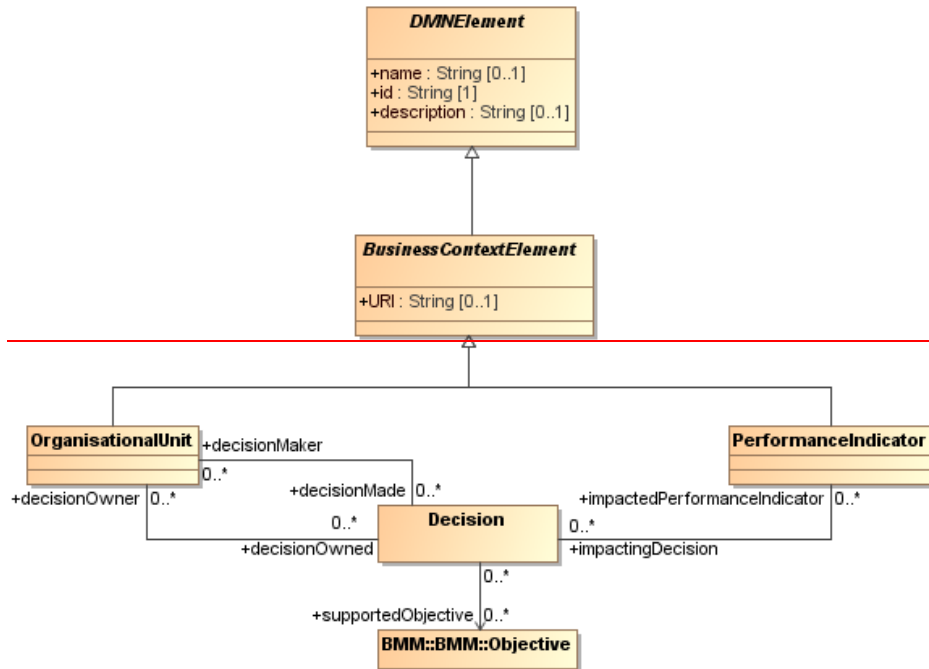 DMNElement
+name : String [0..1]
+id : String [1]
+description : String [0..1]
BusinessContextElement
+URI : String [0..1]
OrganisationalUnit
PerformanceIndicator
+decisionMaker
0..*
+decisionOwner
0..*
+decisionMade
0..*
+impactedPerformanceIndicator
0..*
0..*
+decisionOwned
Decision
0..*
+impactingDecision
0..*
+supportedObjective
0..*
BMM::BMM::Objective